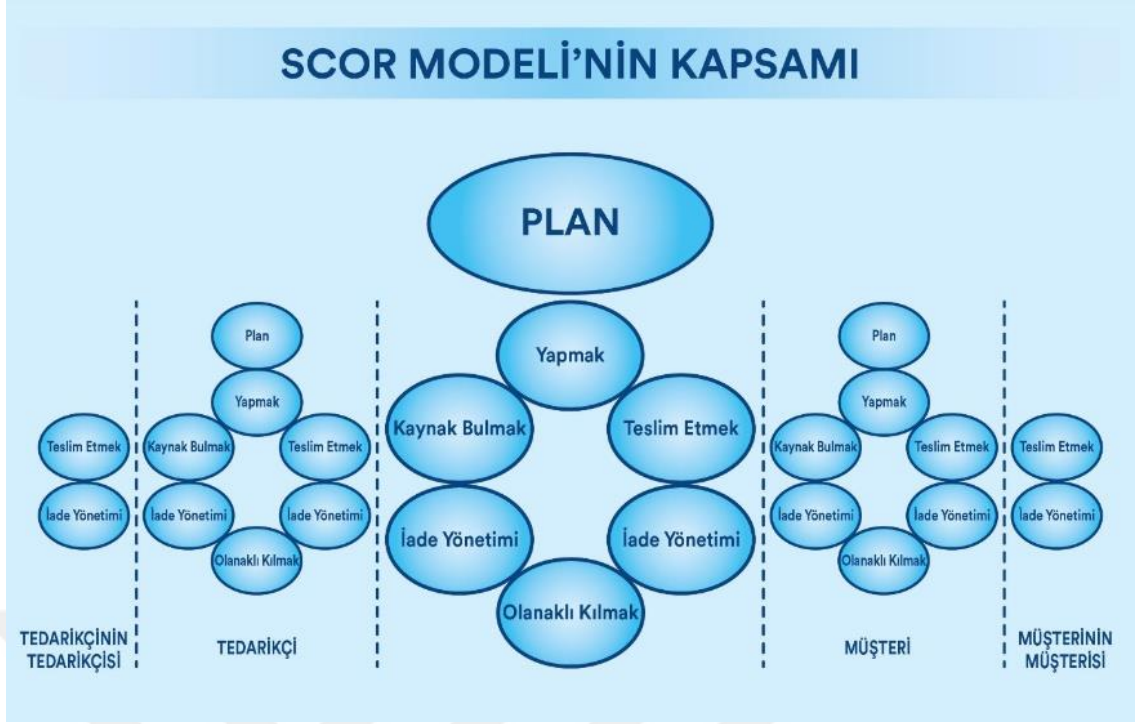 SCOR MODELİ’NİN KAPSAMI
PLAN
Plan
Plan
Yapmak
Yapmak
Yapmak
Kaynak Bulmak
Teslim Etmek
Teslim Etmek
Kaynak Bulmak
Teslim Etmek
Kaynak Bulmak
Teslim Etmek
Teslim Etmek
İade Yönetimi
İade Yönetimi
İade Yönetimi
İade Yönetimi
İade Yönetimi
İade Yönetimi
İade Yönetimi
İade Yönetimi
Olanaklı Kılmak
Olanaklı Kılmak
Olanaklı Kılmak
TEDARİKÇİNİN
TEDARİKÇİSİ
TEDARİKÇİ
MÜŞTERİ
MÜŞTERİNİN
MÜŞTERİSİ